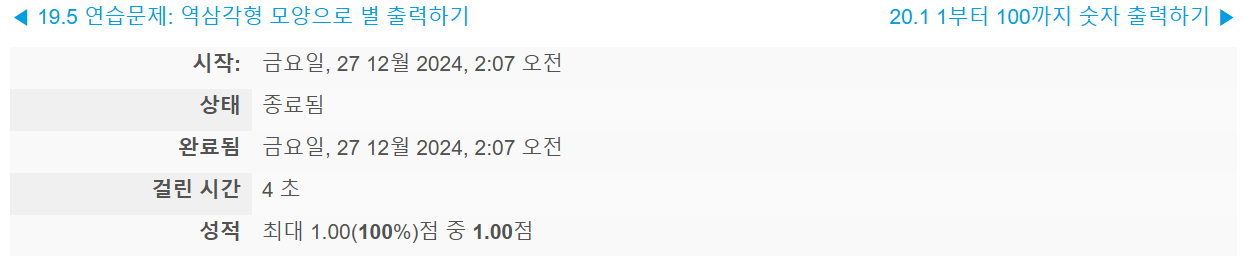 ◀ 19.5 연습문제: 역삼각형 모양으로 별 출력하기
20.1 1부터 100까지 숫자 출력하기 ▶
시작: 금요일, 27 12월 2024, 2:07 오전
상태 종료됨
완료됨 금요일, 27 12월 2024, 2:07 오전
걸린 시간 4 초
성적 최대 1.00(100%)점 중 1.00점